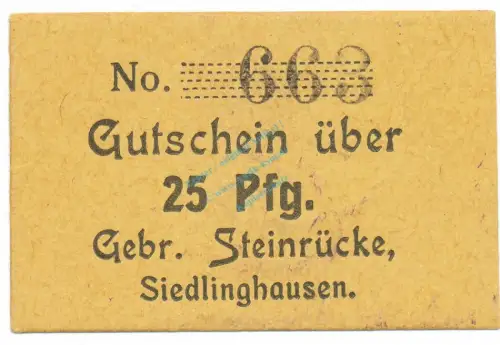 No. 663
Gutschein über
25 Pfg.
Gebr. Steinrücke,
Siedlinghausen.